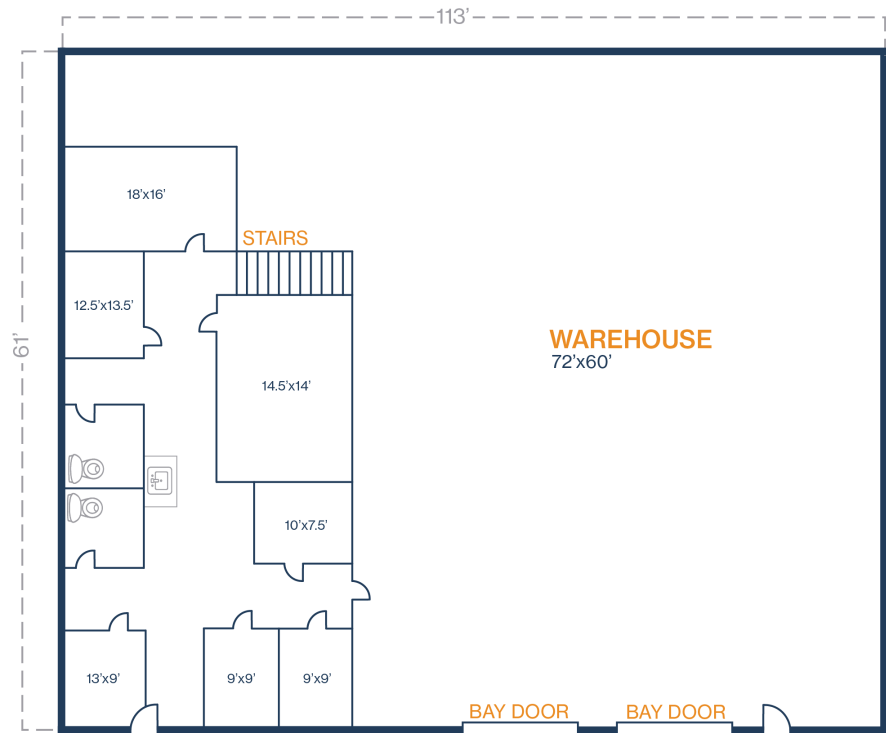 113’
61’
18’x16’
STAIRS
12.5’x13.5’
WAREHOUSE
72’x60’
14.5’x14’
10’x7.5’
13’x9’
9’x9’
9’x9’
BAY DOOR
BAY DOOR